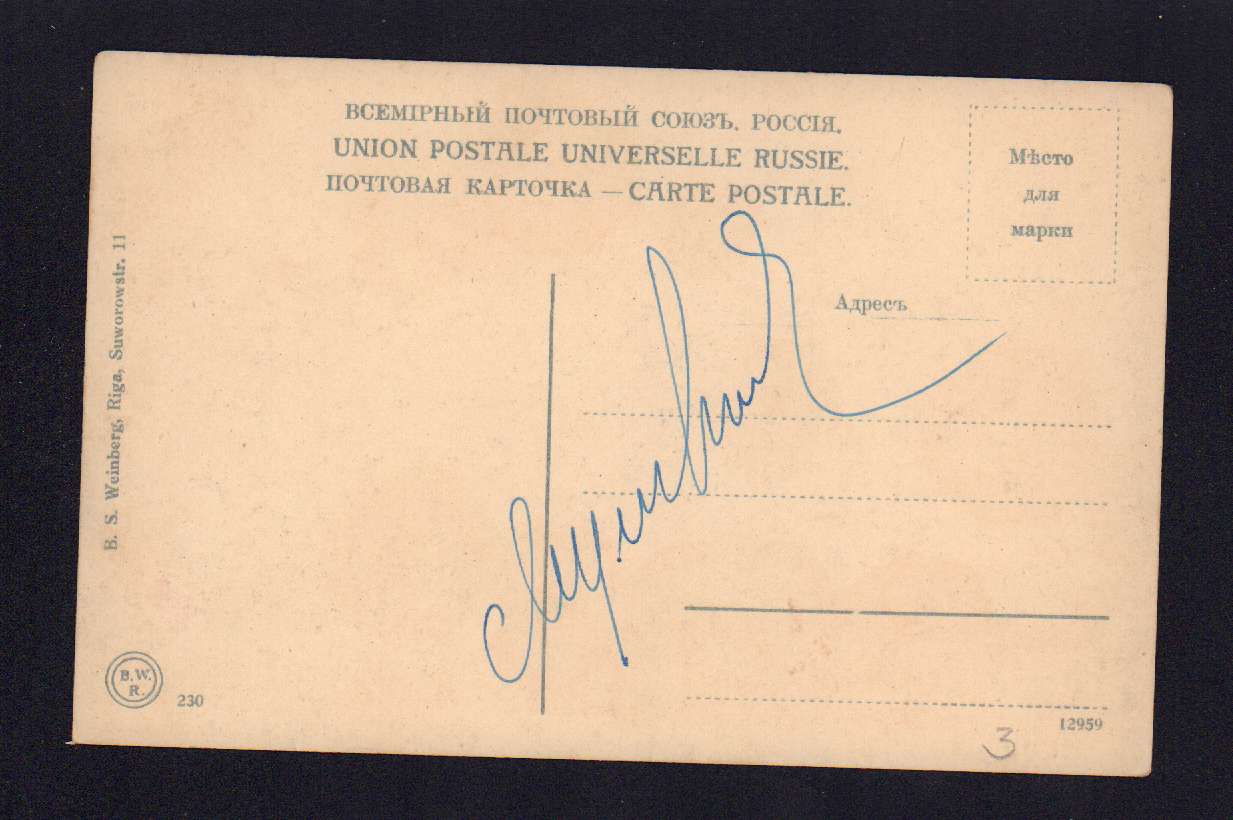 ВСЕМІРНЫЙ ПОЧТОВЫЙ СОЮЗЪ. РОССІЯ.
UNION POSTALE UNIVERSELLE RUSSIE.
ПОЧТОВАЯ КАРТОЧКА — CARTE POSTALE.
Мѣсто
для
марки
Адресъ
B. S. Weinberg, Riga, Suworowstr. 11
B.W.
R.
230
12959
3